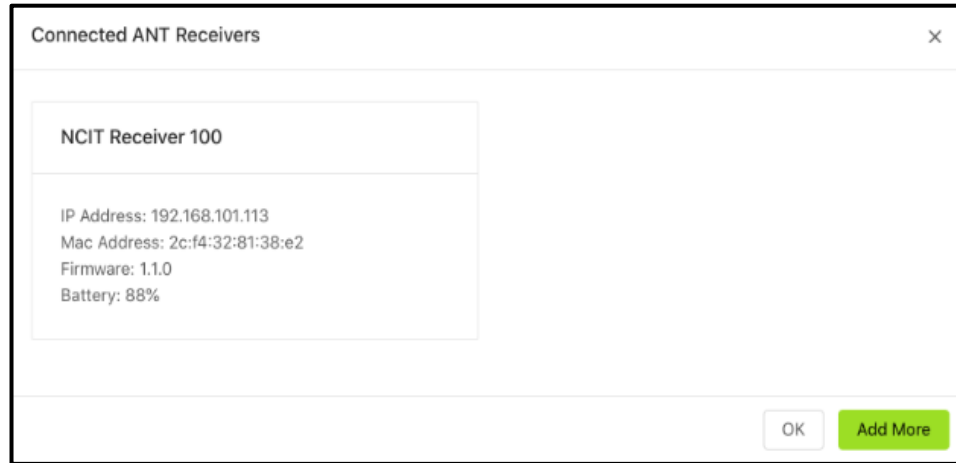 Connected ANT Receivers
NCIT Receiver 100
IP Address: 192.168.101.113
Mac Address: 2c:f4:32:81:38:e2
Firmware: 1.1.0
Battery: 88%
OK
Add More